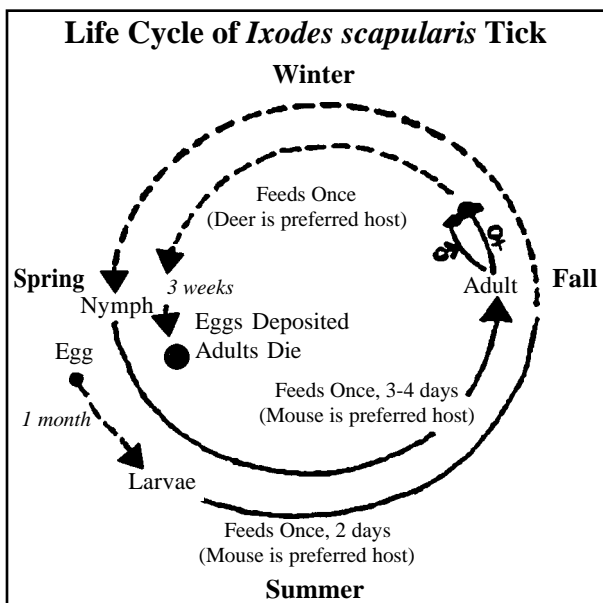 Life Cycle of Ixodes scapularis Tick
Winter
Feeds Once
(Deer is preferred host)
Spring
3 weeks
Adult
Fall
Nymph
Eggs Deposited
Adults Die
Egg
Feeds Once, 3-4 days
(Mouse is preferred host)
1 month
Larvae
Feeds Once, 2 days
(Mouse is preferred host)
Summer